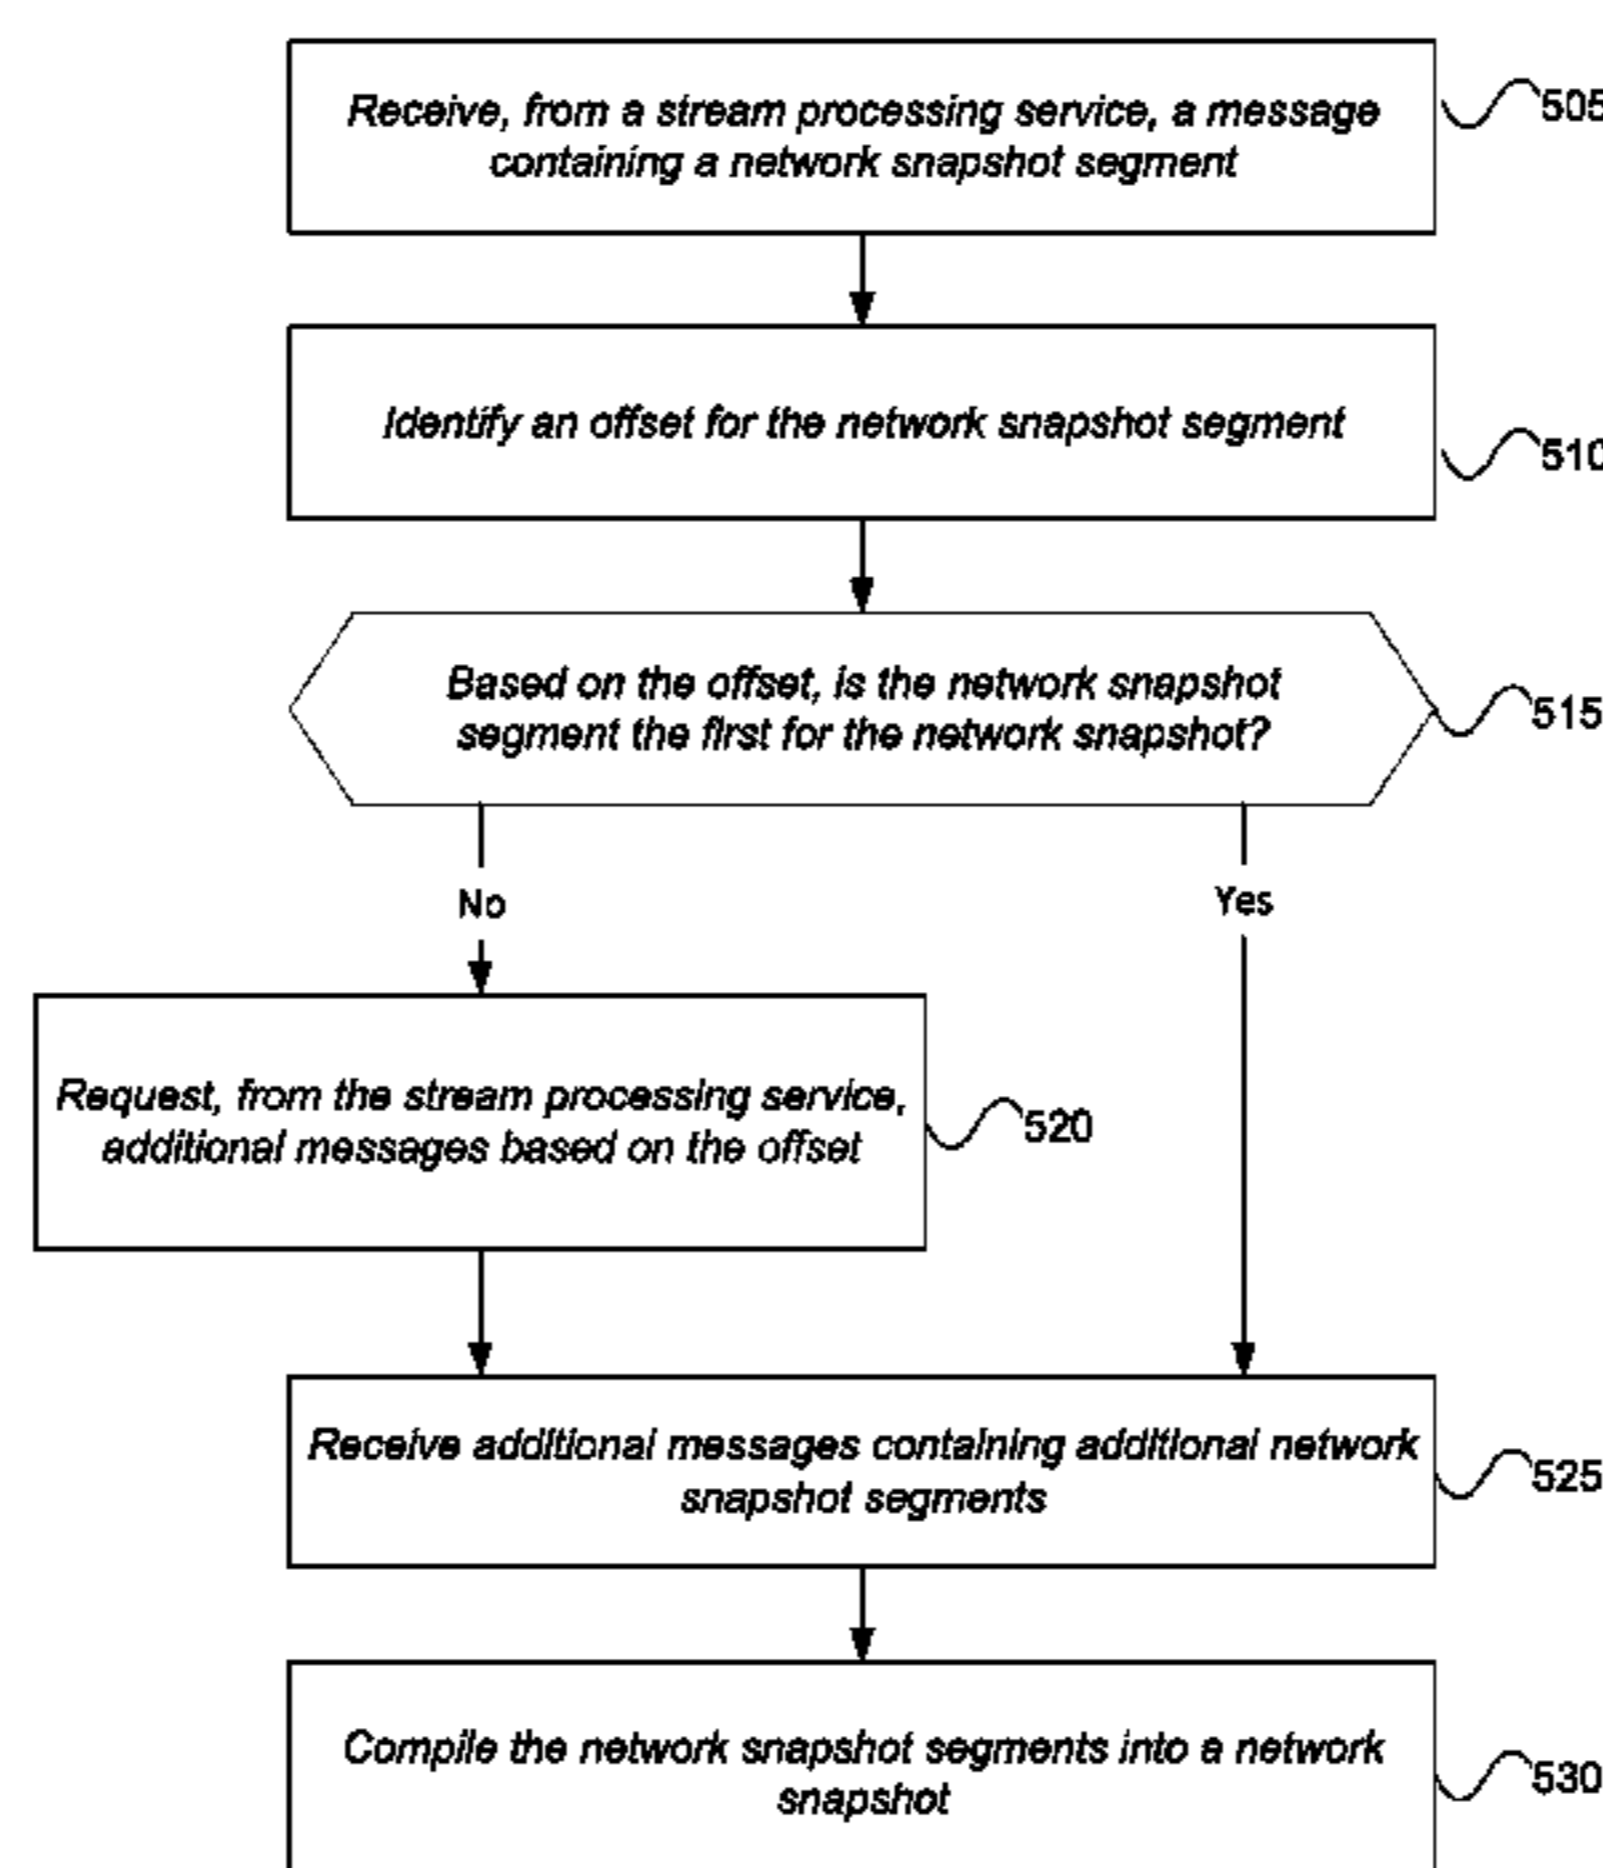 Receive, from a stream processing service, a message
containing a network snapshot segment
505
Identify an offset for the network snapshot segment
510
Based on the offset, is the network snapshot
segment the first for the network snapshot?
515
No
Yes
Request, from the stream processing service,
additional messages based on the offset
520
Receive additional messages containing additional network
snapshot segments
525
Compile the network snapshot segments into a network
snapshot
530